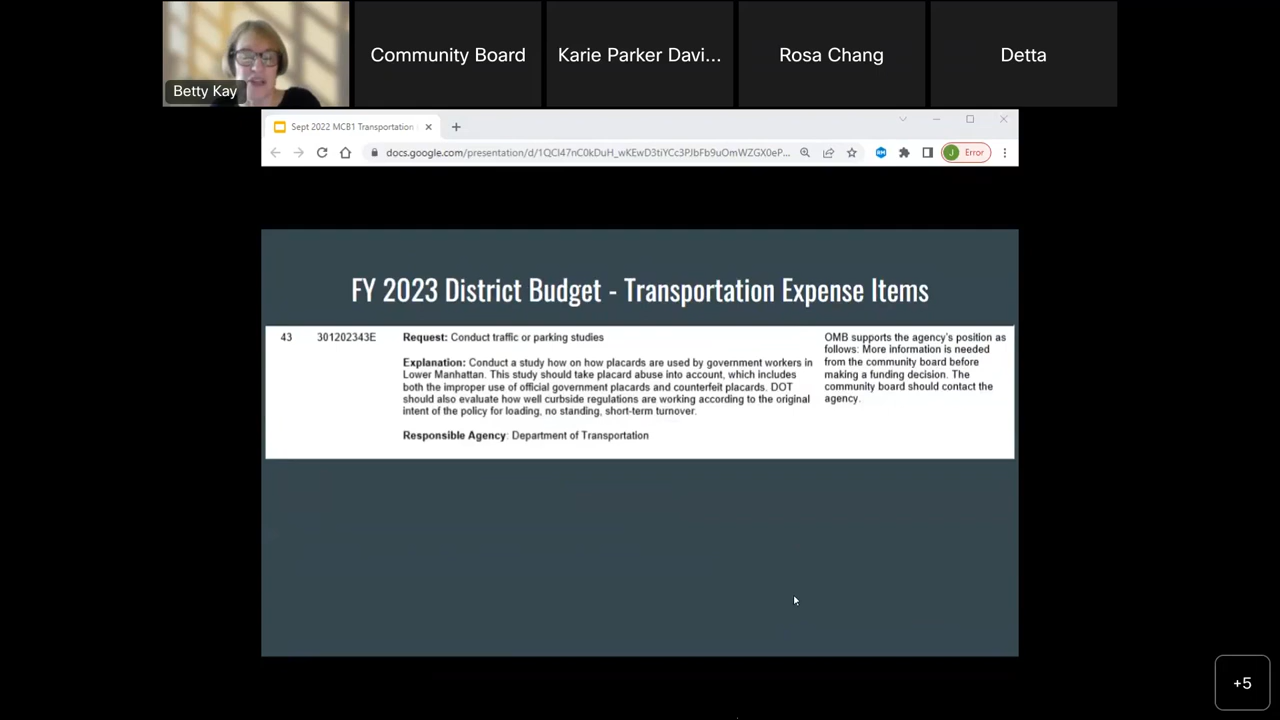 Betty Kay
Community Board
Karie Parker Davi...
Rosa Chang
Detta
Sept 2022 MCB1 Transportation
Error
FY 2023 District Budget - Transportation Expense Items
43
301202343E
Request: Conduct traffic or parking studies
Explanation: Conduct a study how on how placards are used by government workers in
Lower Manhattan. This study should take placard abuse into account, which includes
both the improper use of official government placards and counterfeit placards. DOT
should also evaluate how well curbside regulations are working according to the original
intent of the policy for loading, no standing, short-term turnover.
Responsible Agency: Department of Transportation
OMB supports the agency's position as
follows: More information is needed
from the community board before
making a funding decision. The
community board should contact the
agency.
+5